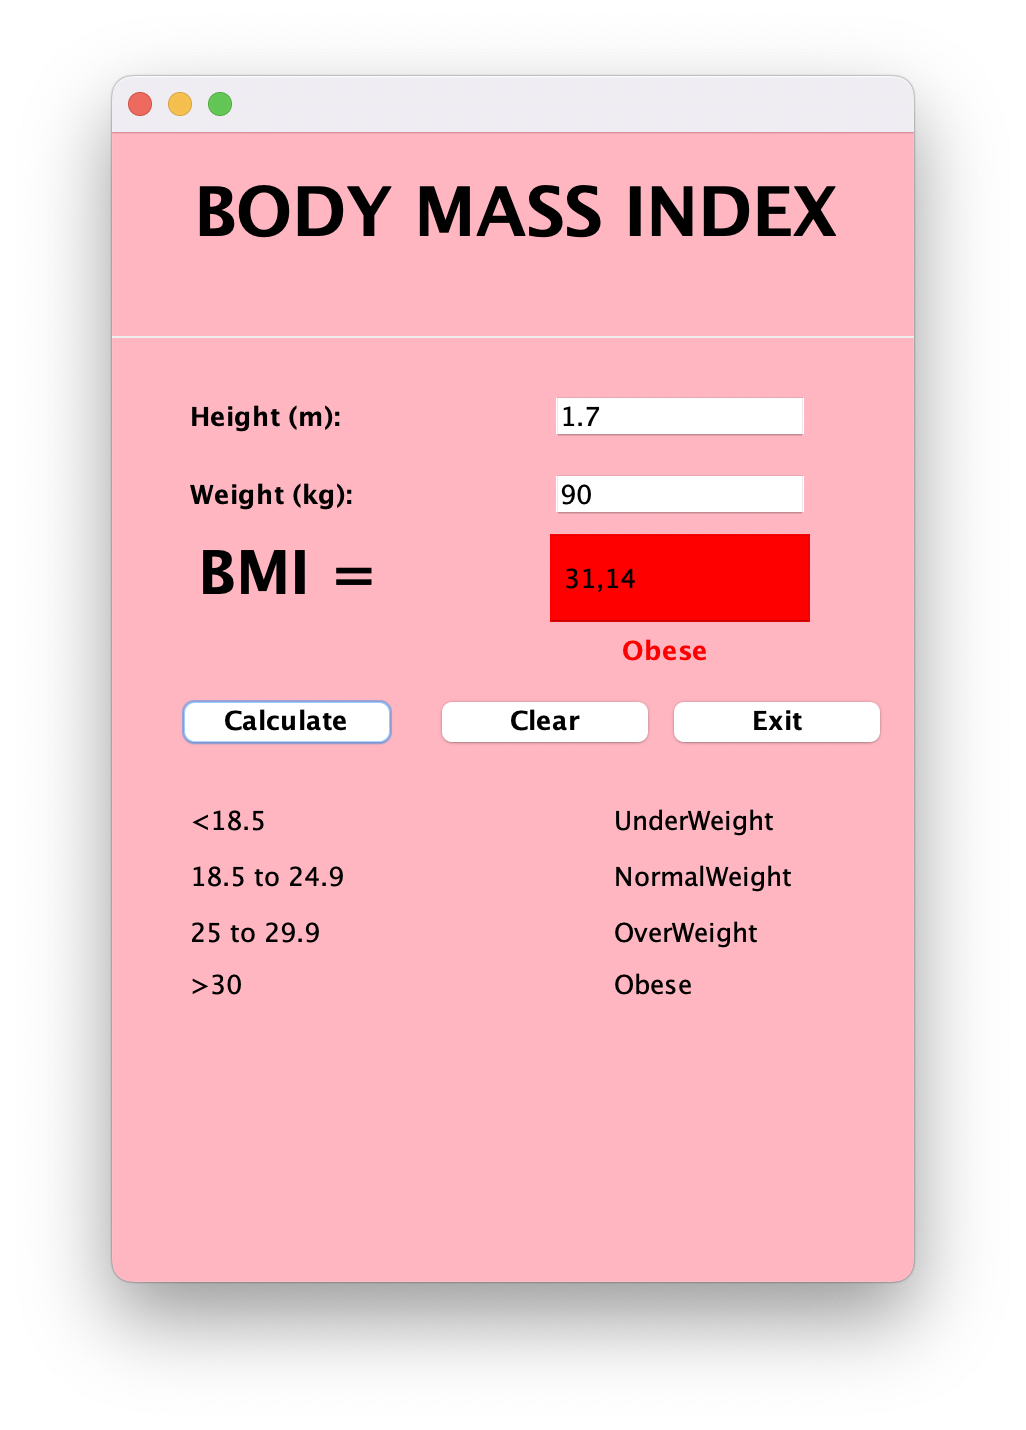 BODY MASS INDEX
Height (m): 1.7
Weight (kg): 90
BMI = 31,14
Obese
Calculate Clear Exit
<18.5 UnderWeight
18.5 to 24.9 NormalWeight
25 to 29.9 OverWeight
>30 Obese